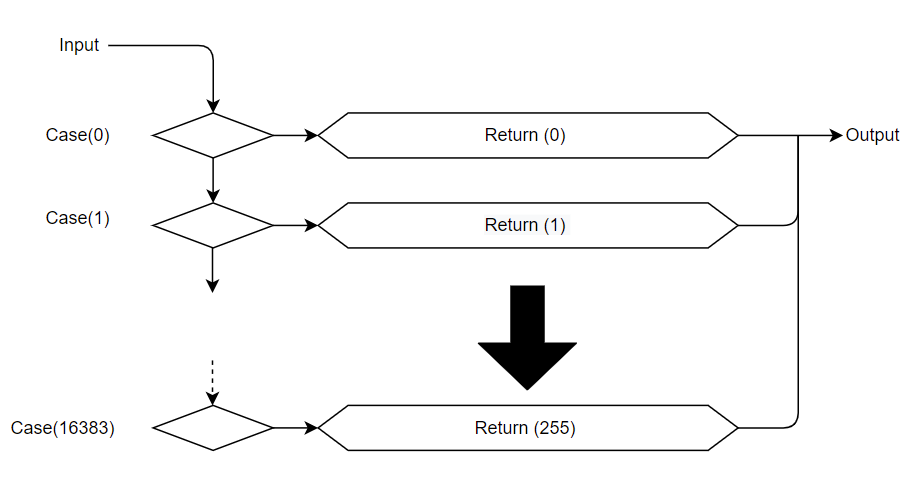 Input
Case(0)
Return (0)
Output
Case(1)
Return (1)
Case(16383)
Return (255)